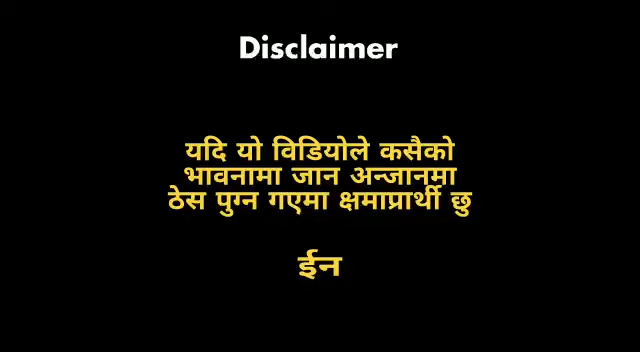 Disclaimer
यदि यो विडियोले कसैको
भावनामा जान अन्जानमा
ठेस पुग्न गएमा क्षमाप्रार्थी छु
ईन